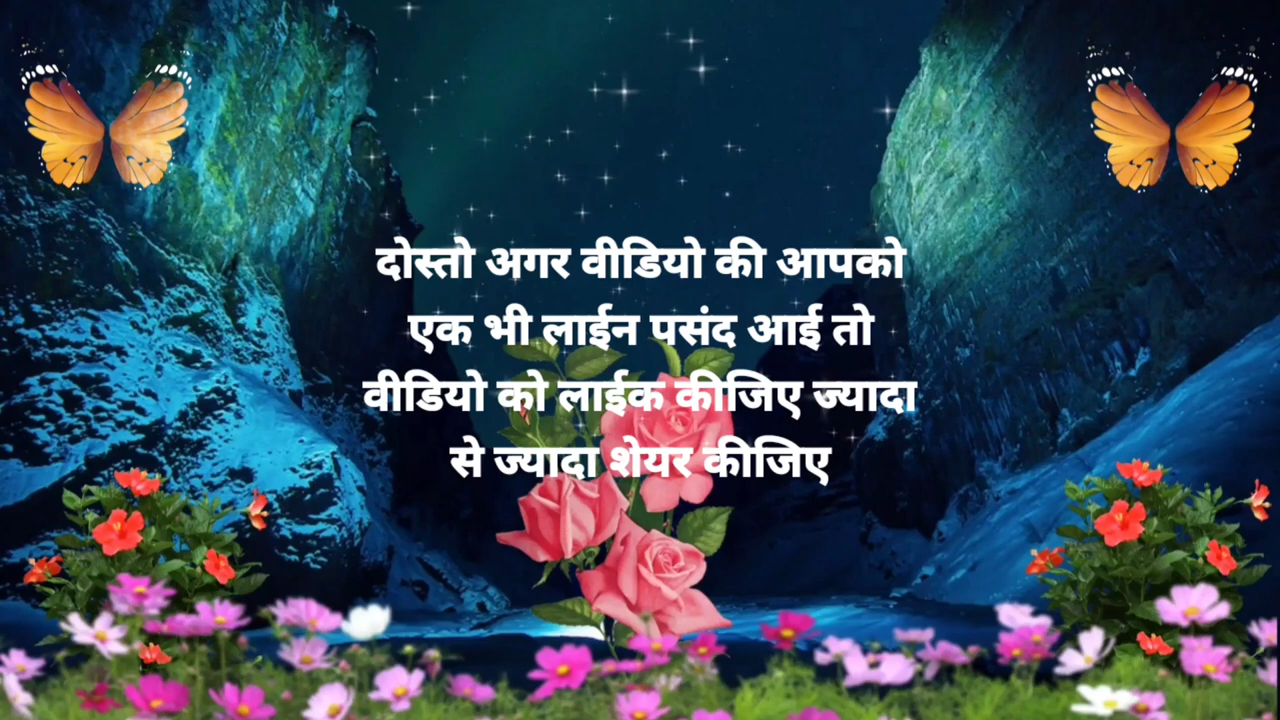 दोस्तो अगर वीडियो की आपको
एक भी लाईन पसंद आई तो
वीडियो को लाईक कीजिए ज्यादा
से ज्यादा शेयर कीजिए